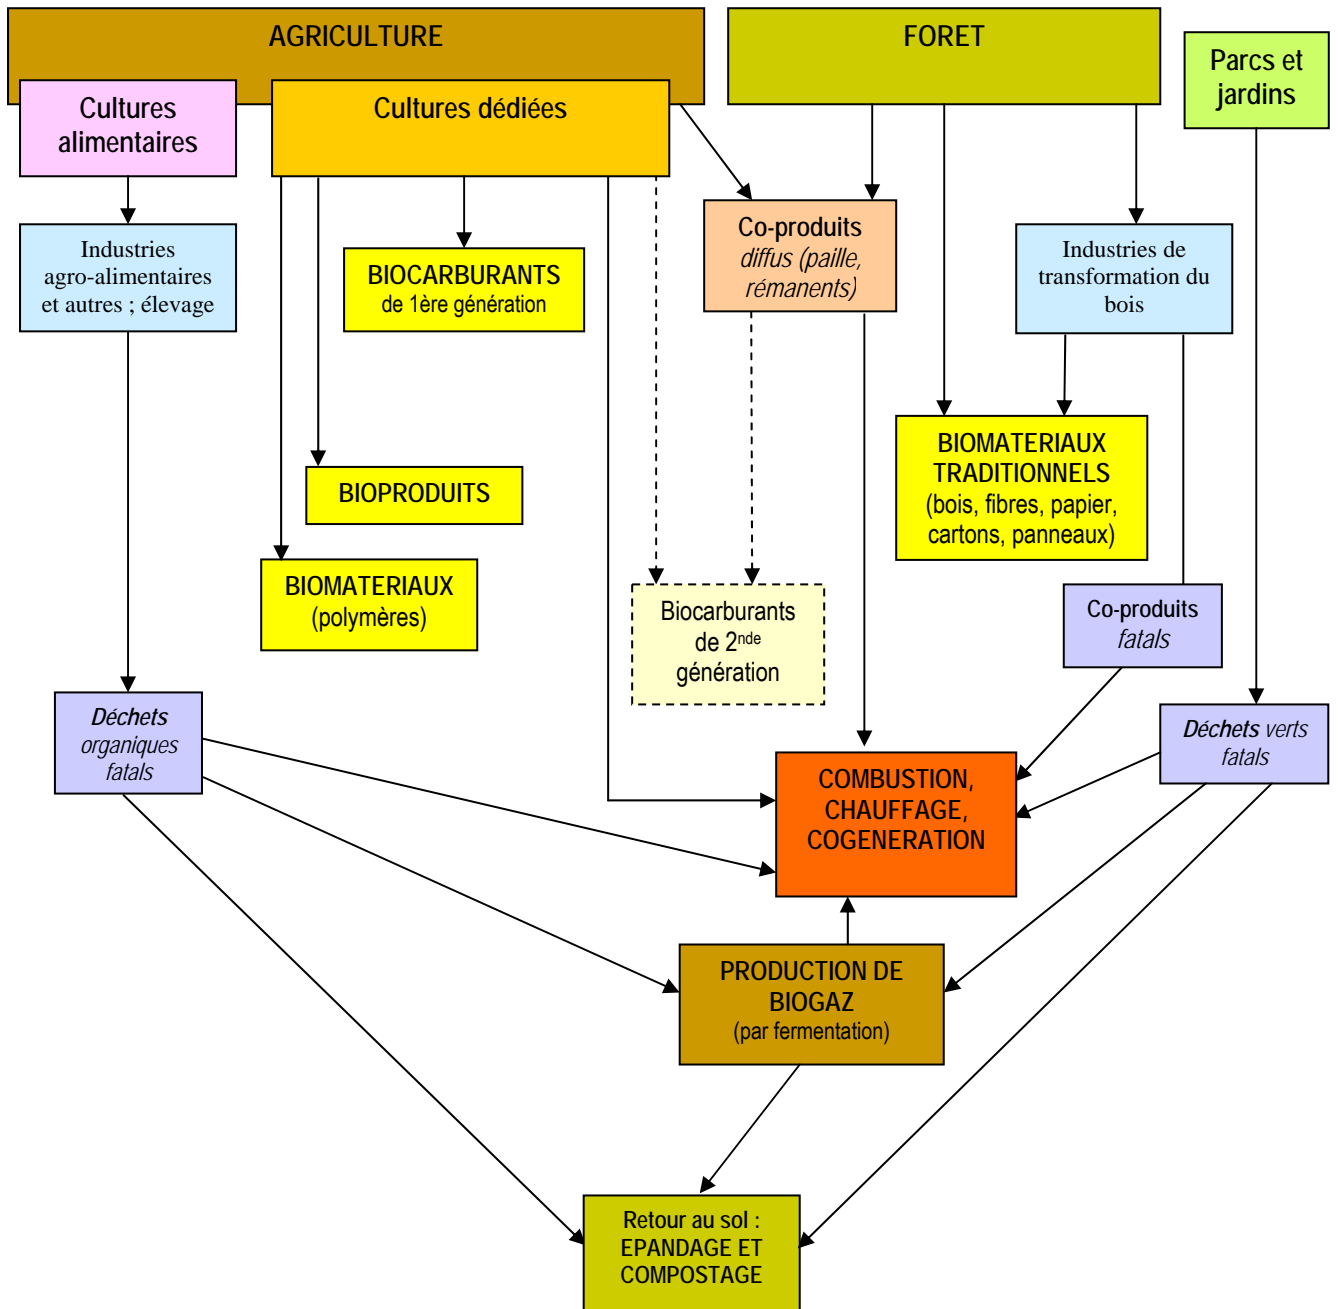 AGRICULTURE
FORET
Parcs et
jardins
Cultures
alimentaires
Cultures dédiées
Industries
agro-alimentaires
et autres ; élevage
BIOCARBURANTS
de 1ère génération
Co-produits
diffus (paille,
rémanents)
Industries de
transformation du
bois
BIOPRODUITS
BIOMATERIAUX
TRADITIONNELS
(bois, fibres, papier,
cartons, panneaux)
BIOMATERIAUX
(polymères)
Biocarburants
de 2nde
génération
Co-produits
fatals
Déchets
organiques
fatals
Déchets verts
fatals
COMBUSTION,
CHAUFFAGE,
COGENERATION
PRODUCTION DE
BIOGAZ
(par fermentation)
Retour au sol :
EPANDAGE ET
COMPOSTAGE